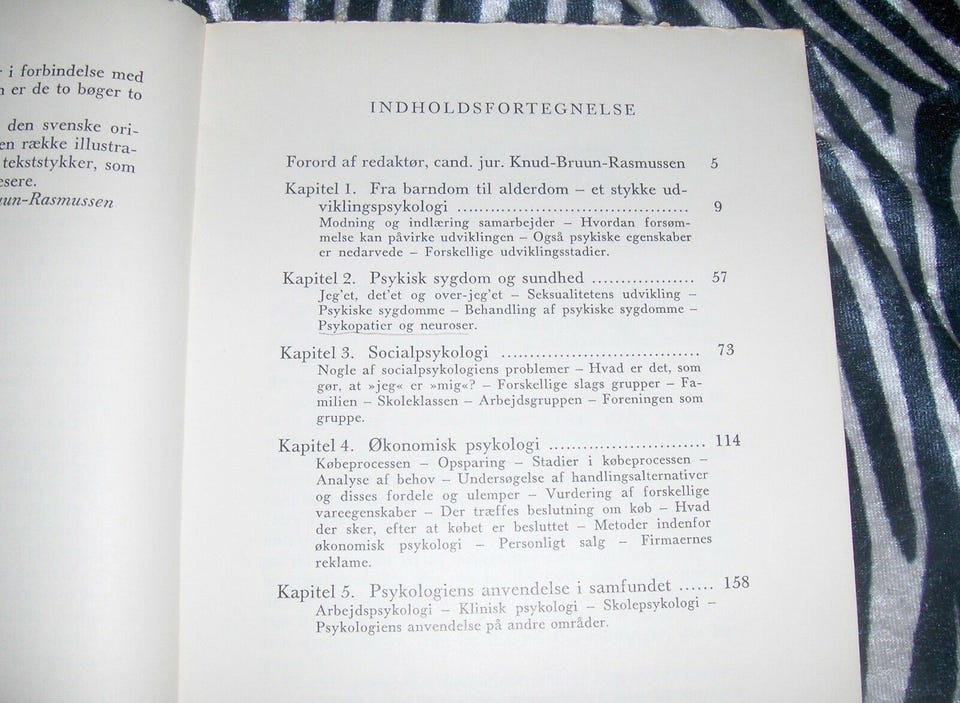 i forbindelse med
er de to bøger to
den svenske ori-
en række illustra-
tekststykker, som
esere.
un-Rasmussen
INDHOLDSFORTEGNELSE
Forord af redaktør, cand. jur. Knud-Bruun-Rasmussen 5
Kapitel 1. Fra barndom til alderdom – et stykke ud-
viklingspsykologi ........................................ 9
Modning og indlæring samarbejder – Hvordan forsøm-
melse kan påvirke udviklingen – Også psykiske egenskaber
er nedarvede – Forskellige udviklingsstadier.
Kapitel 2. Psykisk sygdom og sundhed .................. 57
Jeg'et, det'et og over-jeg'et – Seksualitetens udvikling –
Psykiske sygdomme – Behandling af psykiske sygdomme –
Psykopatier og neuroser.
Kapitel 3. Socialpsykologi .................................. 73
Nogle af socialpsykologiens problemer – Hvad er det, som
gør, at »jeg« er »mig«? – Forskellige slags grupper – Fa-
milien – Skoleklassen – Arbejdsgruppen – Foreningen som
gruppe.
Kapitel 4. Økonomisk psykologi ........................... 114
Købeprocessen – Opsparing – Stadier i købeprocessen –
Analyse af behov – Undersøgelse af handlingsalternativer
og disses fordele og ulemper – Vurdering af forskellige
vareegenskaber – Der træffes beslutning om køb – Hvad
der sker, efter at købet er besluttet – Metoder indenfor
økonomisk psykologi – Personligt salg – Firmaernes
reklame.
Kapitel 5. Psykologiens anvendelse i samfundet ...... 158
Arbejdspsykologi – Klinisk psykologi – Skolepsykologi –
Psykologiens anvendelse på andre områder.